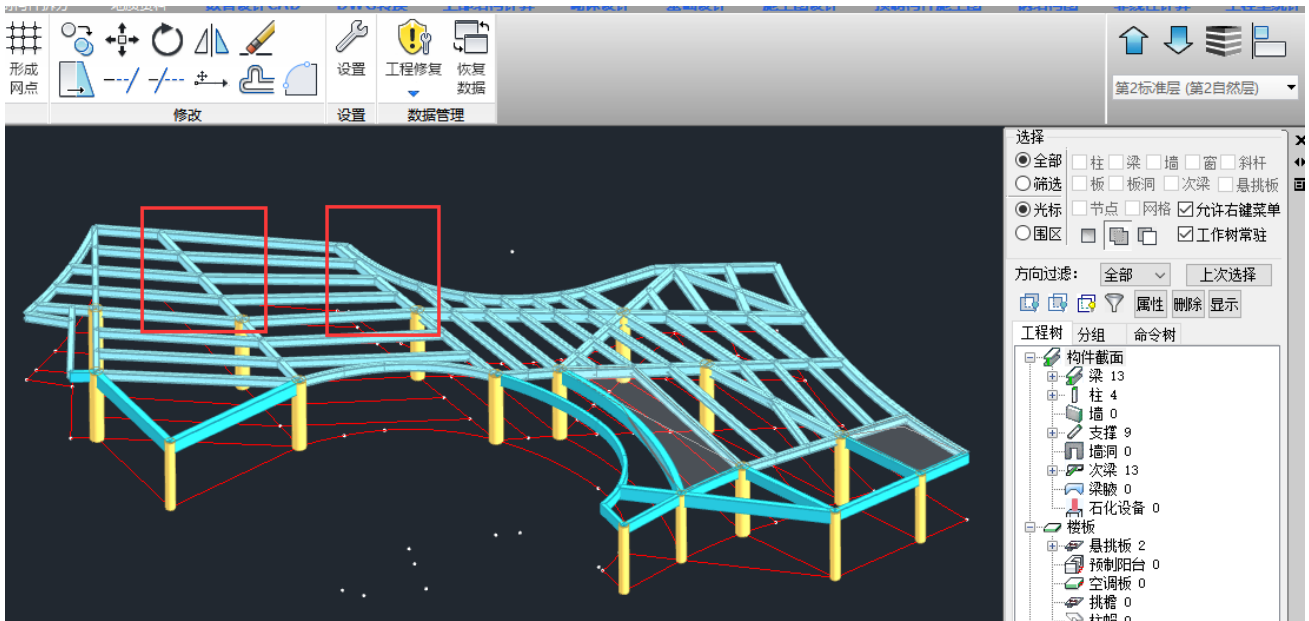 形成
网点
修改
设置
设置
工程修复
恢复
数据
数据管理
第2标准层 (第2自然层)
选择
全部 柱 梁 墙 窗 斜杆
筛选 板 板洞 次梁 悬挑板
光标 节点 网格 允许右键菜单
围区 工作树常驻
方向过滤： 全部 上次选择
属性 删除 显示
工程树 分组 命令树
构件截面
梁 13
柱 4
墙 0
支撑 9
墙洞 0
次梁 13
梁腋 0
石化设备 0
楼板
悬挑板 2
预制阳台 0
空调板 0
挑檐 0